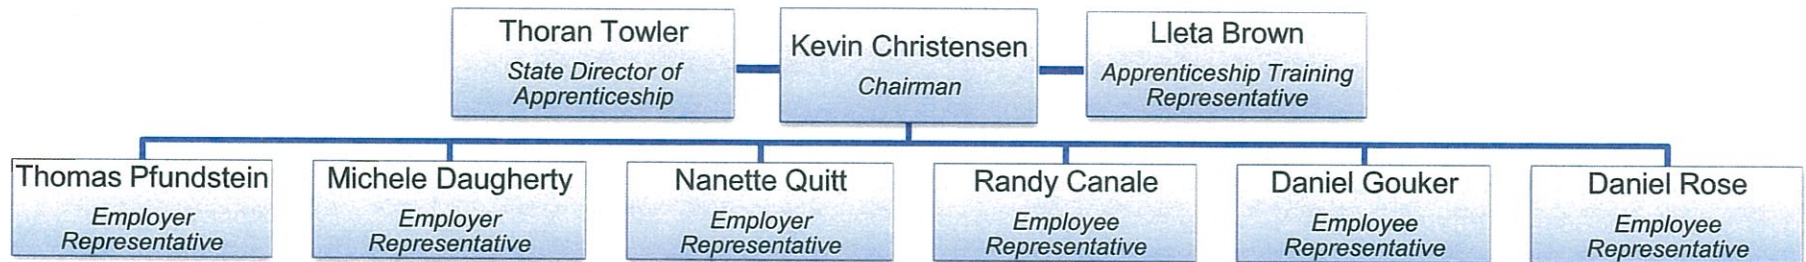 Thoran Towler
State Director of
Apprenticeship
Kevin Christensen
Chairman
Lleta Brown
Apprenticeship Training
Representative
Thomas Pfundstein
Employer
Representative
Michele Daugherty
Employer
Representative
Nanette Quitt
Employer
Representative
Randy Canale
Employee
Representative
Daniel Gouker
Employee
Representative
Daniel Rose
Employee
Representative